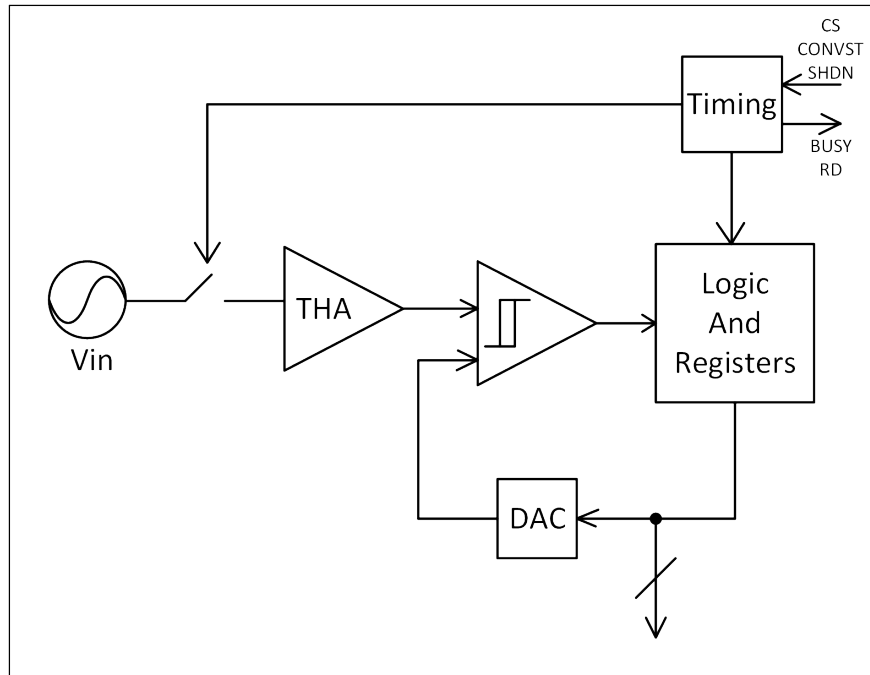 CS
CONVST
SHDN
Timing
BUSY
RD
Vin
THA
Logic
And
Registers
DAC